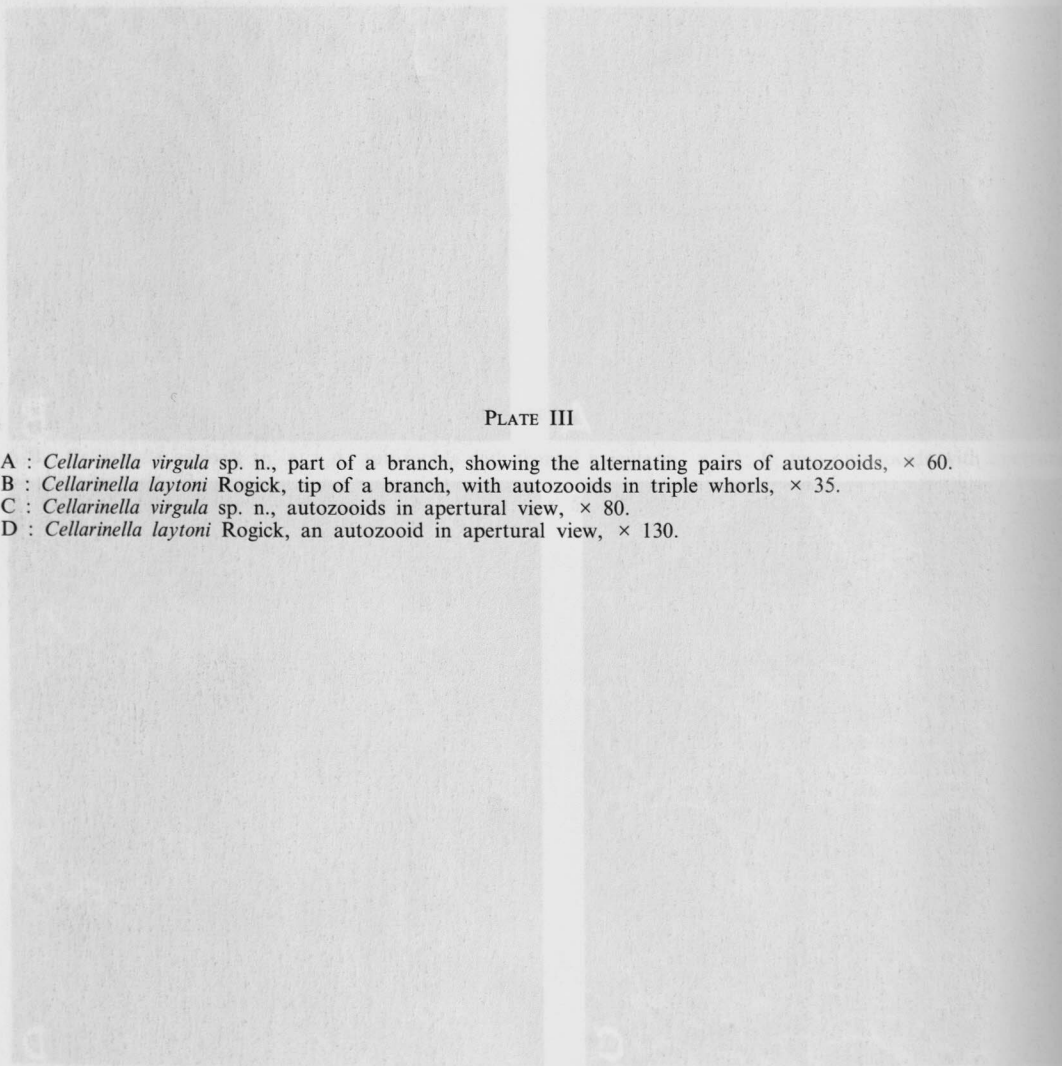 PLATE III
A : Cellarinella virgula sp. n., part of a branch, showing the alternating pairs of autozooids, × 60.
B : Cellarinella laytoni Rogick, tip of a branch, with autozooids in triple whorls, × 35.
C : Cellarinella virgula sp. n., autozooids in apertural view, × 80.
D : Cellarinella laytoni Rogick, an autozooid in apertural view, × 130.